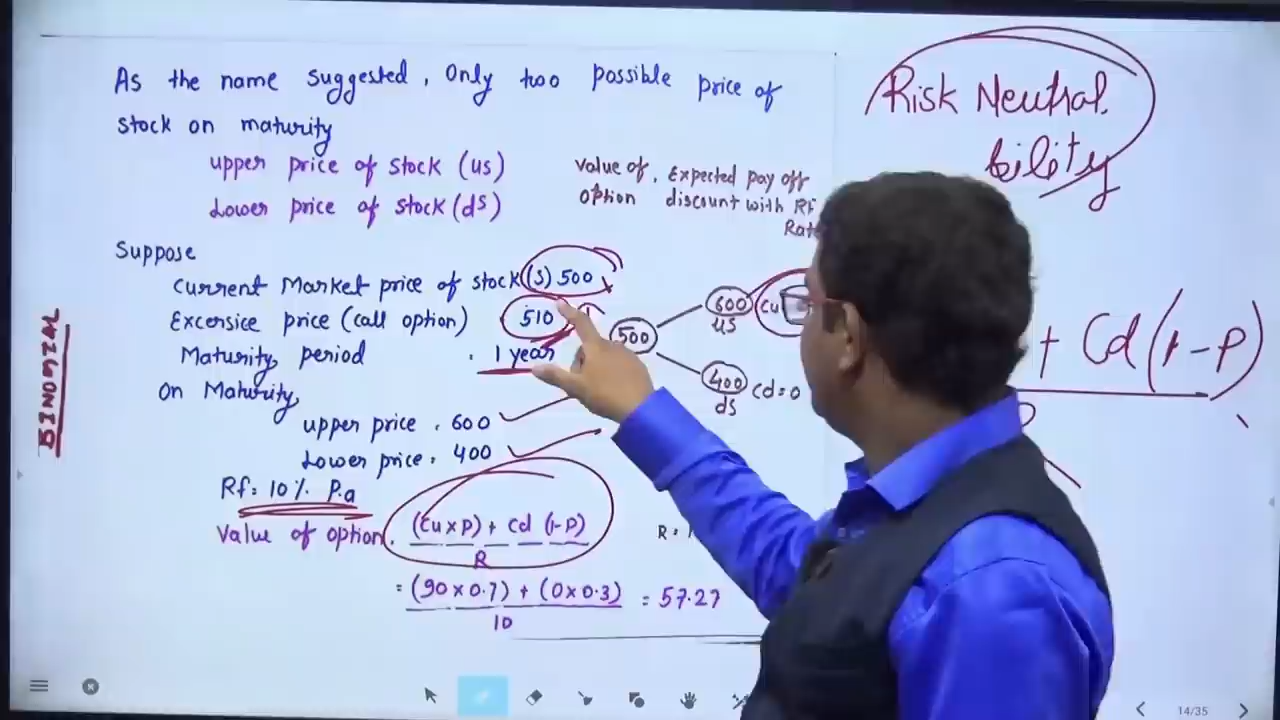 As the name suggested, Only two possible price of
stock on maturity
upper price of stock (us)
Lower price of stock (ds)
Value of . Expected pay off
option discount with RF
Rate
Suppose
Current Market price of stock (s) 500
Excersice price (call option) 510
Maturity period . 1 year
On Maturity
upper price . 600
Lower price . 400
Rf = 10% P.a
Value of option . (Cu x P) + Cd (1-P)
R
= (90 x 0.7) + (0 x 0.3) = 57.27
10
500
600
us
Cu
400
ds
Cd = 0
R =
Risk Neutral
bility
+ Cd (1-P)
BINOMIAL
14/35